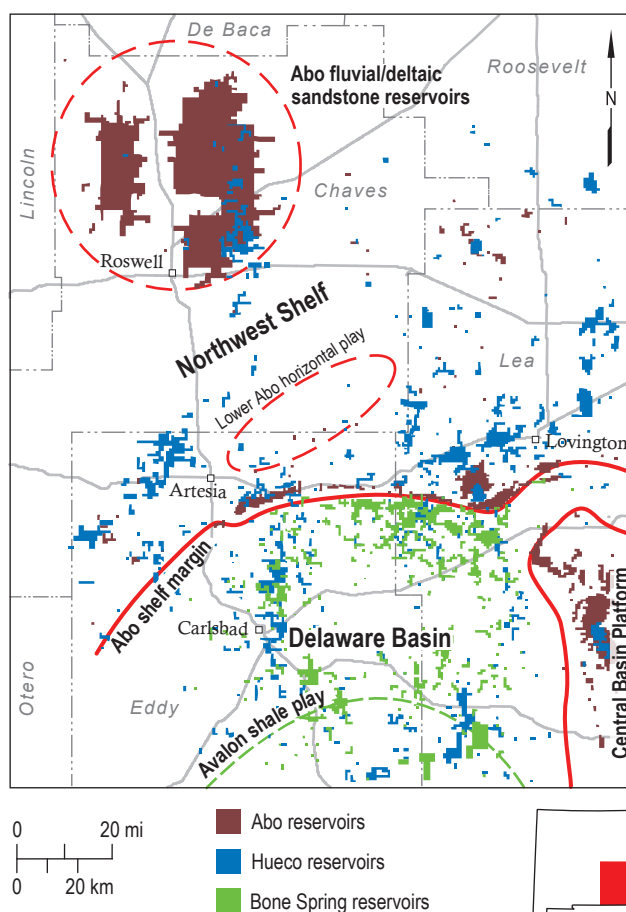 De Baca
Abo fluvial/deltaic
sandstone reservoirs
Roosevelt
N
Lincoln
Chaves
Roswell
Northwest Shelf
Lower Abo horizontal play
Lea
Lovington
Artesia
Abo shelf margin
Carlsbad
Delaware Basin
Central Basin Platform
Otero
Eddy
Avalon shale play
0 20 mi
0 20 km
Abo reservoirs
Hueco reservoirs
Bone Spring reservoirs